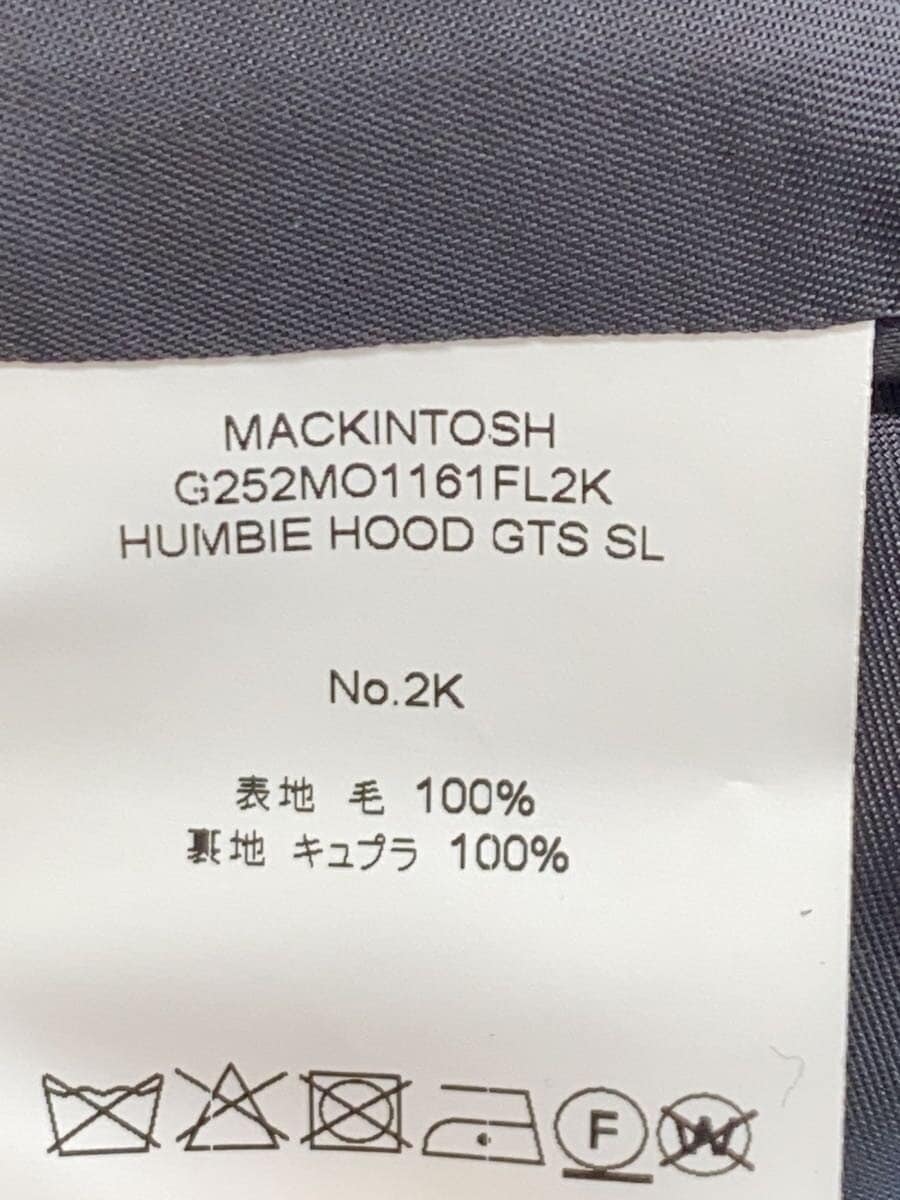 MACKINTOSH
G252MO1161FL2K
HUMBIE HOOD GTS SL
No.2K
表地 毛 100%
裏地 キュプラ 100%
F
W